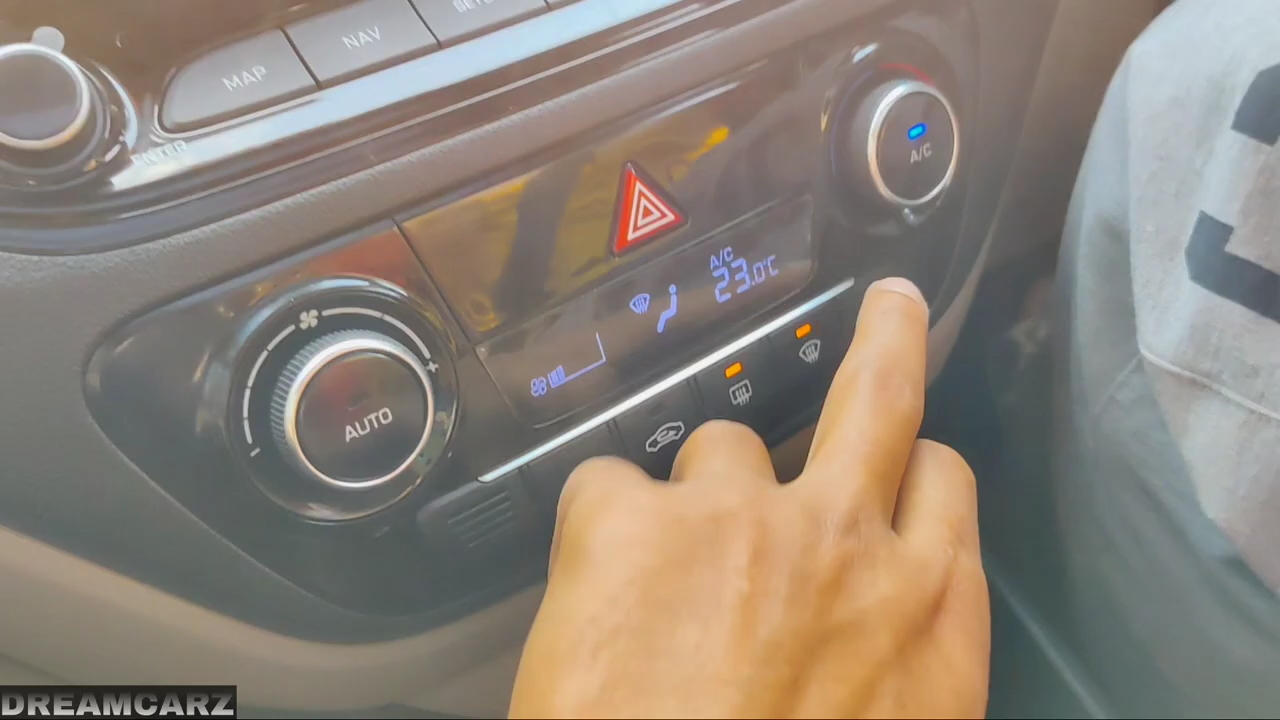 MAP
NAV
ENTER
A/C
A/C
23.0°C
AUTO
DREAMCARZ